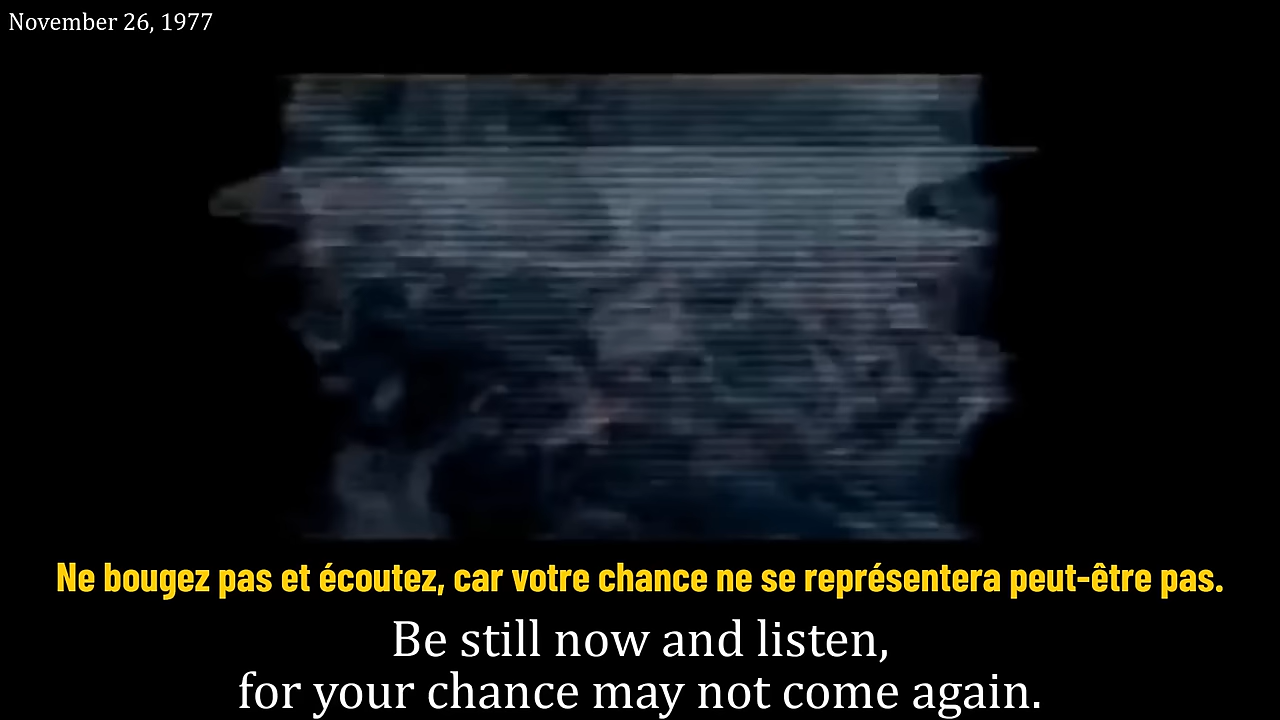 November 26, 1977
Ne bougez pas et écoutez, car votre chance ne se représentera peut-être pas.
Be still now and listen,
for your chance may not come again.